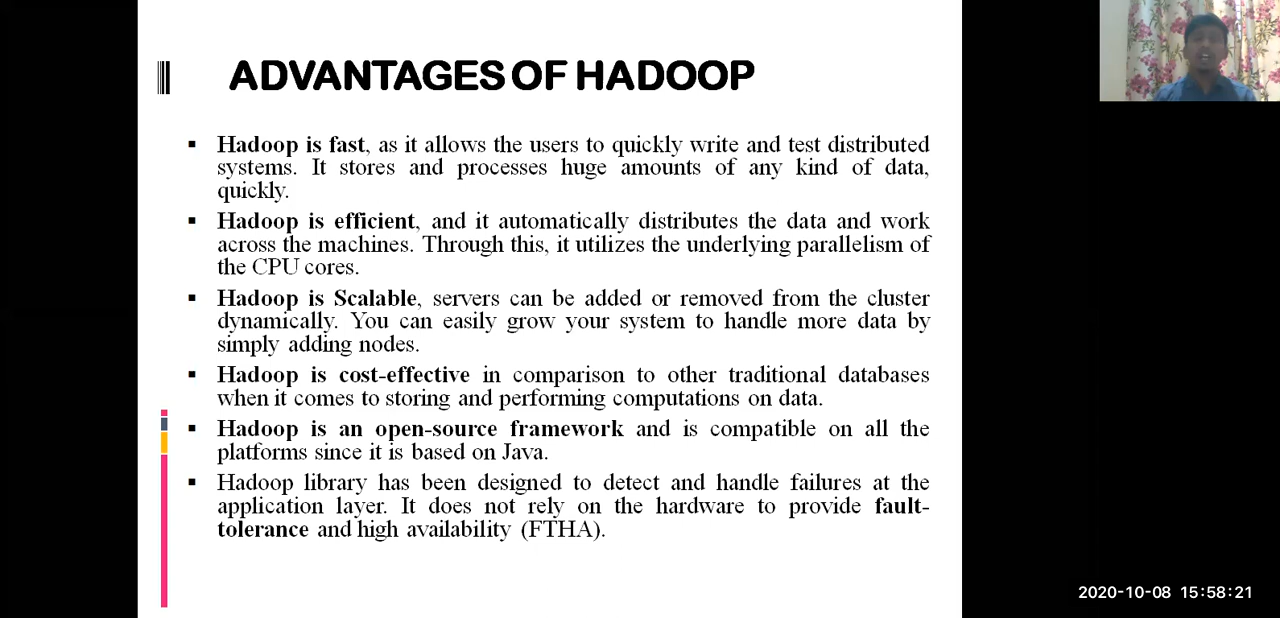 ADVANTAGES OF HADOOP
▪ Hadoop is fast, as it allows the users to quickly write and test distributed
systems. It stores and processes huge amounts of any kind of data,
quickly.
▪ Hadoop is efficient, and it automatically distributes the data and work
across the machines. Through this, it utilizes the underlying parallelism of
the CPU cores.
▪ Hadoop is Scalable, servers can be added or removed from the cluster
dynamically. You can easily grow your system to handle more data by
simply adding nodes.
▪ Hadoop is cost-effective in comparison to other traditional databases
when it comes to storing and performing computations on data.
▪ Hadoop is an open-source framework and is compatible on all the
platforms since it is based on Java.
▪ Hadoop library has been designed to detect and handle failures at the
application layer. It does not rely on the hardware to provide fault-
tolerance and high availability (FTHA).
2020-10-08 15:58:21